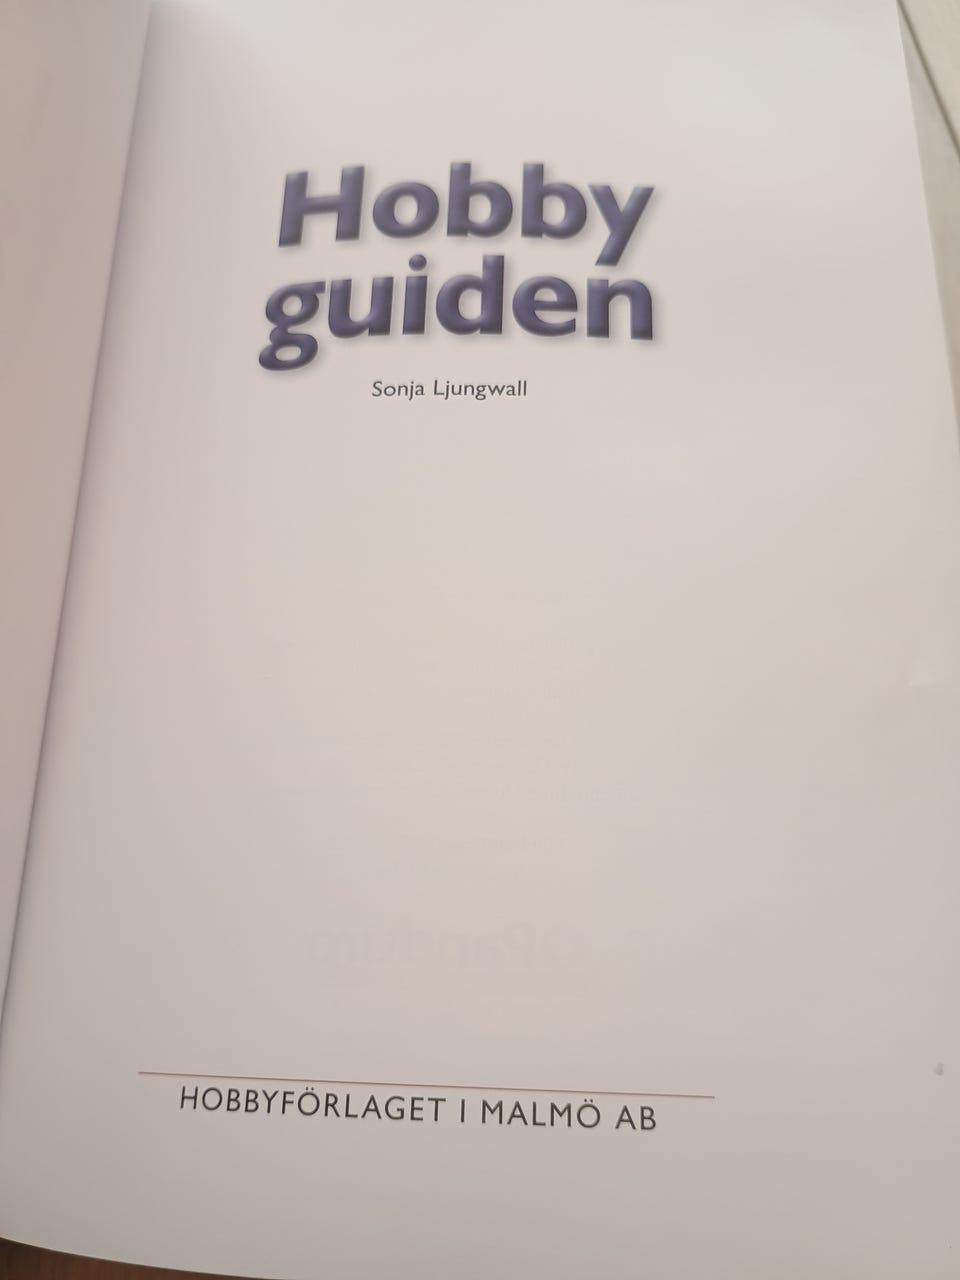 Hobby
guiden
Sonja Ljungwall
HOBBYFÖRLAGET I MALMÖ AB